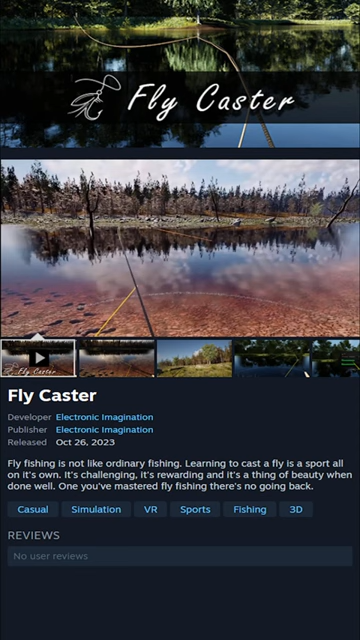 Fly Caster
Fly Caster
Fly Caster
Developer Electronic Imagination
Publisher Electronic Imagination
Released Oct 26, 2023
Fly fishing is not like ordinary fishing. Learning to cast a fly is a sport all
on it's own. It's challenging, it's rewarding and it's a thing of beauty when
done well. One you've mastered fly fishing there's no going back.
Casual Simulation VR Sports Fishing 3D
REVIEWS
No user reviews